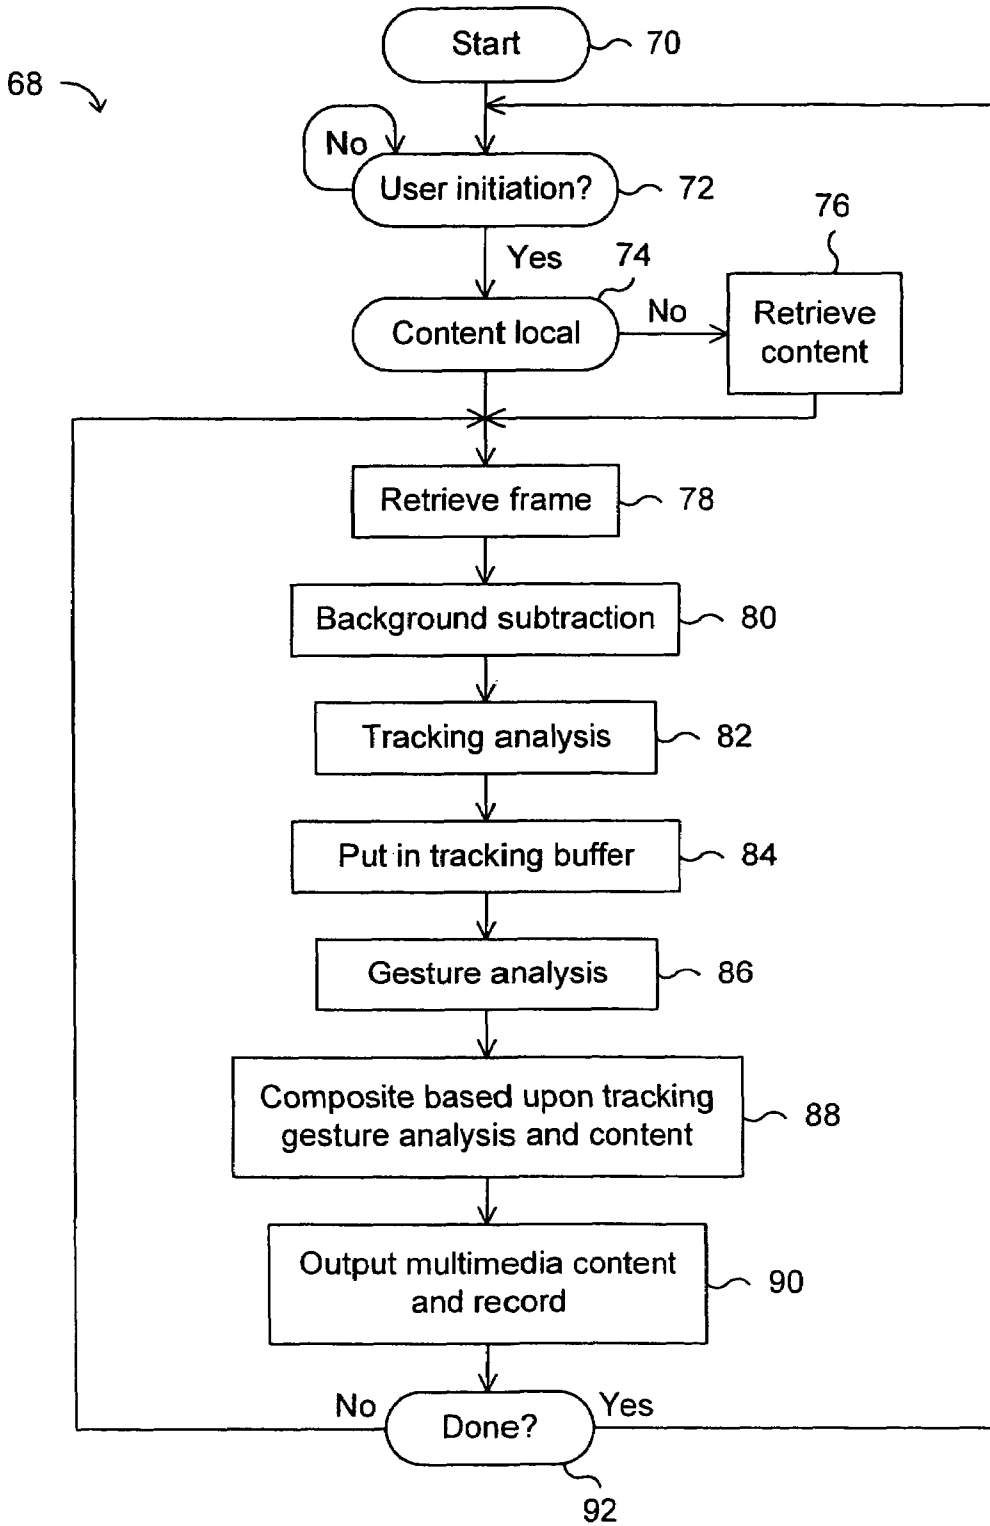 Start
70
68
No
User initiation?
72
Yes
74
76
Content local
No
Retrieve
content
Retrieve frame
78
Background subtraction
80
Tracking analysis
82
Put in tracking buffer
84
Gesture analysis
86
Composite based upon tracking
gesture analysis and content
88
Output multimedia content
and record
90
No
Done?
Yes
92